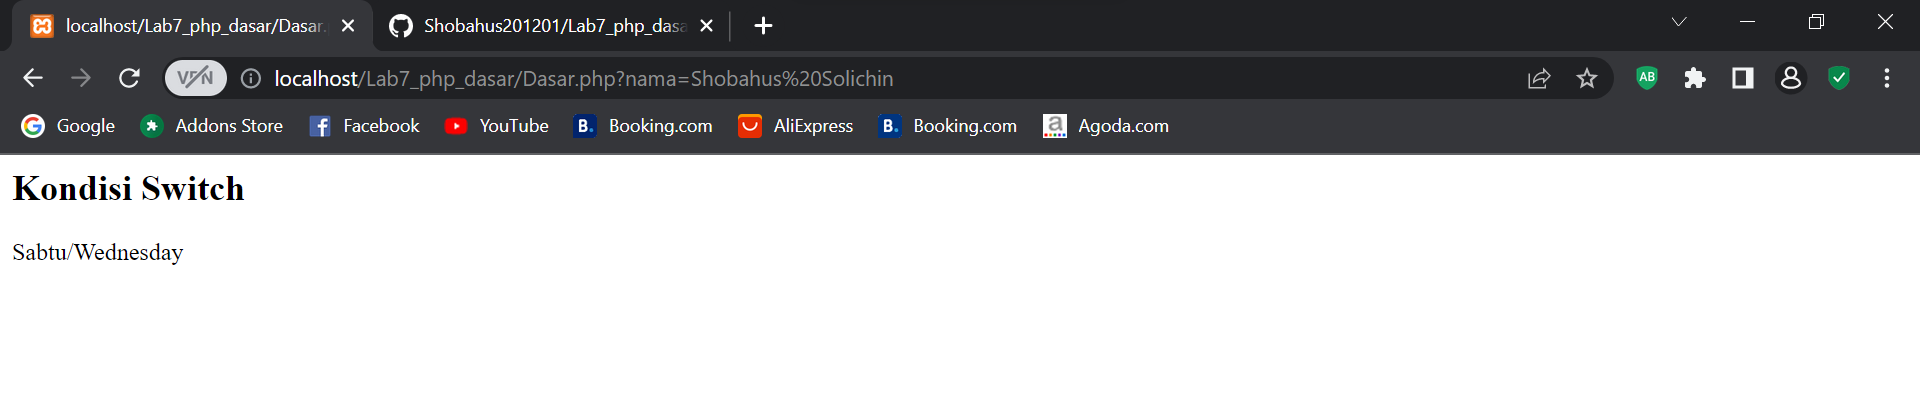 localhost/Lab7_php_dasar/Dasar.
Shobahus201201/Lab7_php_dasa
VPN localhost/Lab7_php_dasar/Dasar.php?nama=Shobahus%20Solichin AB
Google Addons Store Facebook YouTube B. Booking.com AliExpress B. Booking.com a Agoda.com
Kondisi Switch
Sabtu/Wednesday